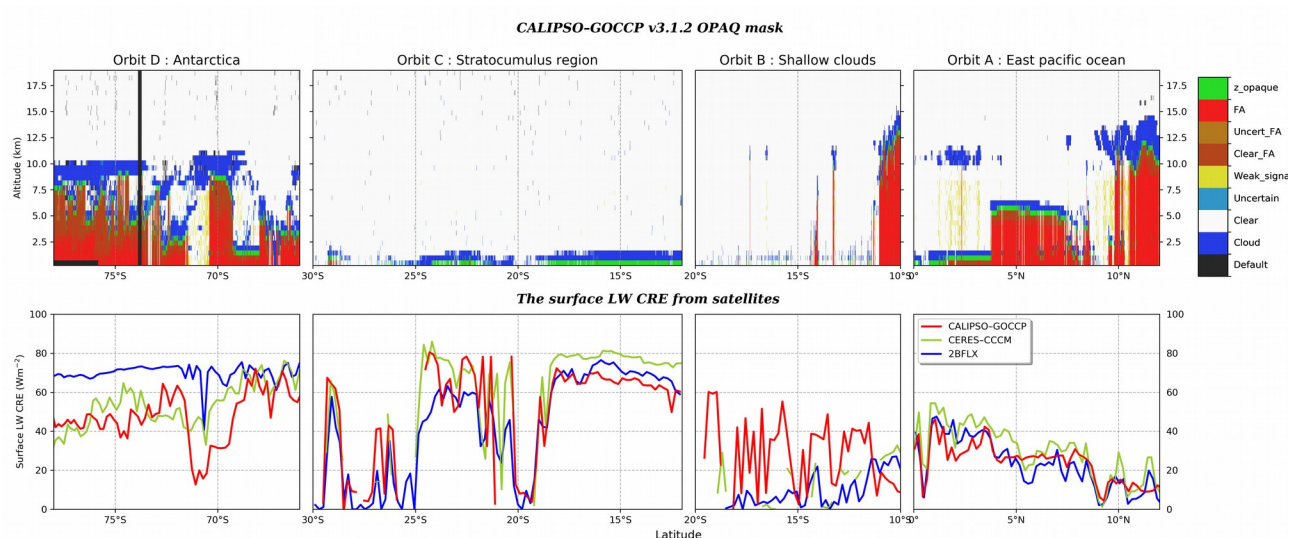 CALIPSO–GOCCP v3.1.2 OPAQ mask
Orbit D : Antarctica
Orbit C : Stratocumulus region
Orbit B : Shallow clouds
Orbit A : East pacific ocean
Altitude (km)
17.5
15.0
12.5
10.0
7.5
5.0
2.5
17.5
15.0
12.5
10.0
7.5
5.0
2.5
z_opaque
FA
Uncert_FA
Clear_FA
Weak_signa
Uncertain
Clear
Cloud
Default
75°S
70°S
30°S
25°S
20°S
15°S
20°S
15°S
10°S
5°N
10°N
The surface LW CRE from satellites
Surface LW CRE (Wm⁻²)
100
80
60
40
20
0
100
80
60
40
20
0
CALIPSO–GOCCP
CERES–CCCM
2BFLX
75°S
70°S
30°S
25°S
20°S
15°S
20°S
15°S
10°S
5°N
10°N
Latitude